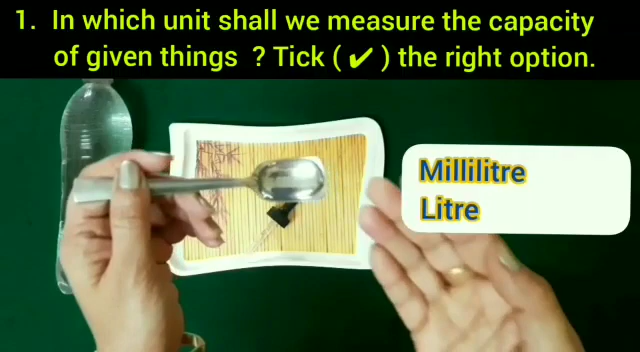 1. In which unit shall we measure the capacity
of given things ? Tick ( ✔ ) the right option.
Millilitre
Litre